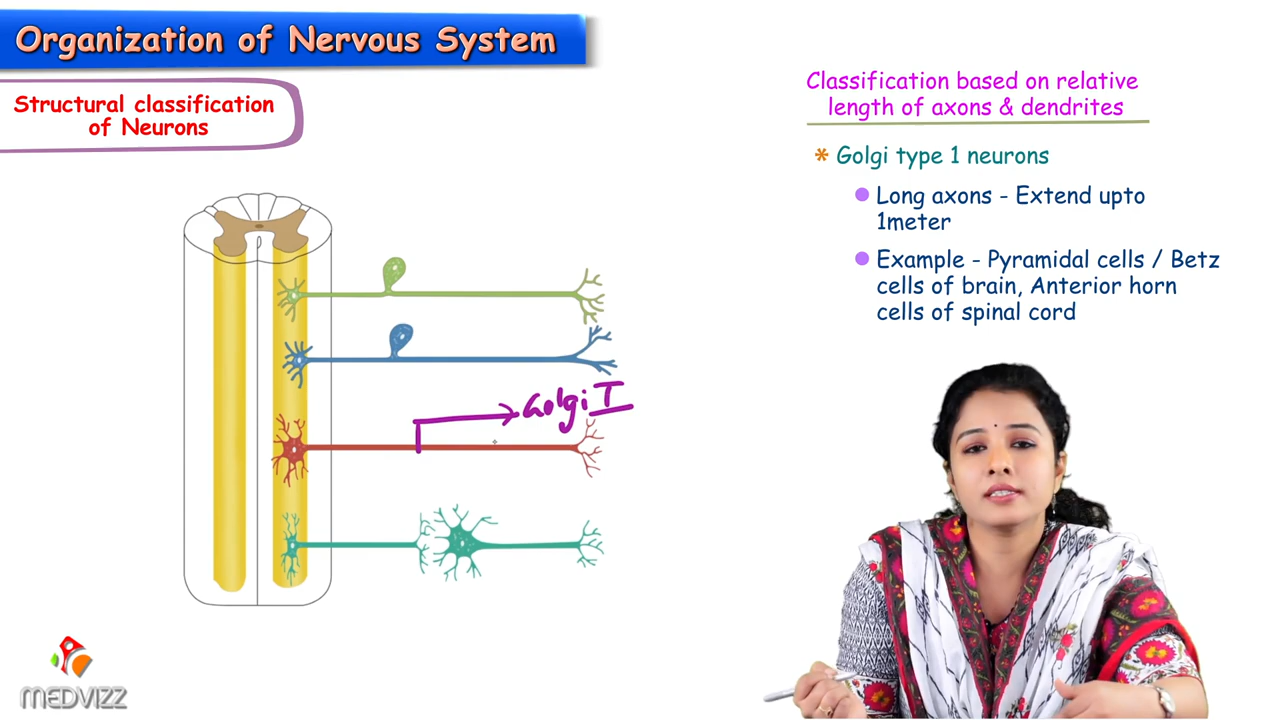 Organization of Nervous System
Structural classification
of Neurons
Classification based on relative
length of axons & dendrites
* Golgi type 1 neurons
Long axons - Extend upto
1meter
Example - Pyramidal cells / Betz
cells of brain, Anterior horn
cells of spinal cord
Golgi I
MEDVIZZ